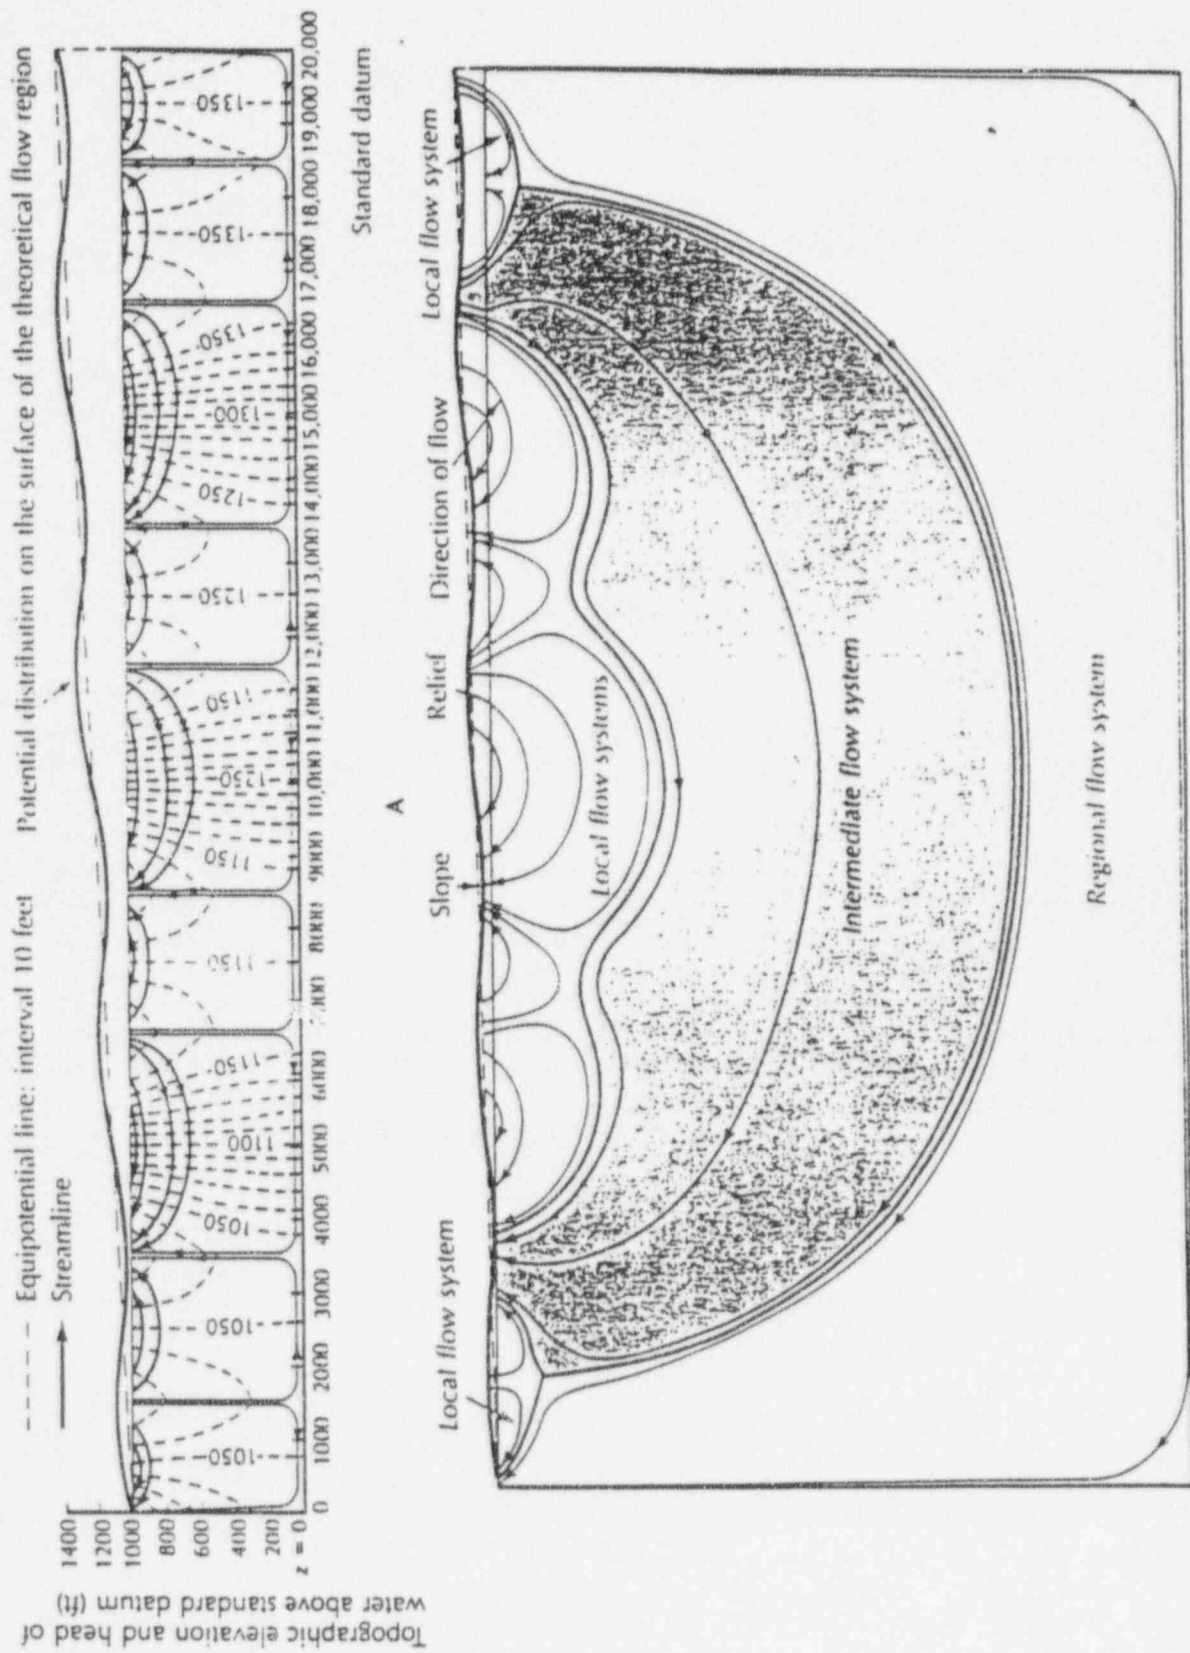 --- Equipotential line: interval 10 feet
Potential distribution on the surface of the theoretical flow region
Streamline
Topographic elevation and head of
water above standard datum (ft)
1400
1200
1000
800
600
400
200
z = 0
1050 1050 1050 1100 1150 1150 1150 1250 1150 1250 1250 1300 1350 1350 1350
0 1000 2000 3000 4000 5000 6000 8000 9000 10,000 11,000 12,000 13,000 14,000 15,000 16,000 17,000 18,000 19,000 20,000
Standard datum
A
Local flow system
Slope
Relief
Direction of flow
Local flow system
Local flow systems
Intermediate flow system
Regional flow system